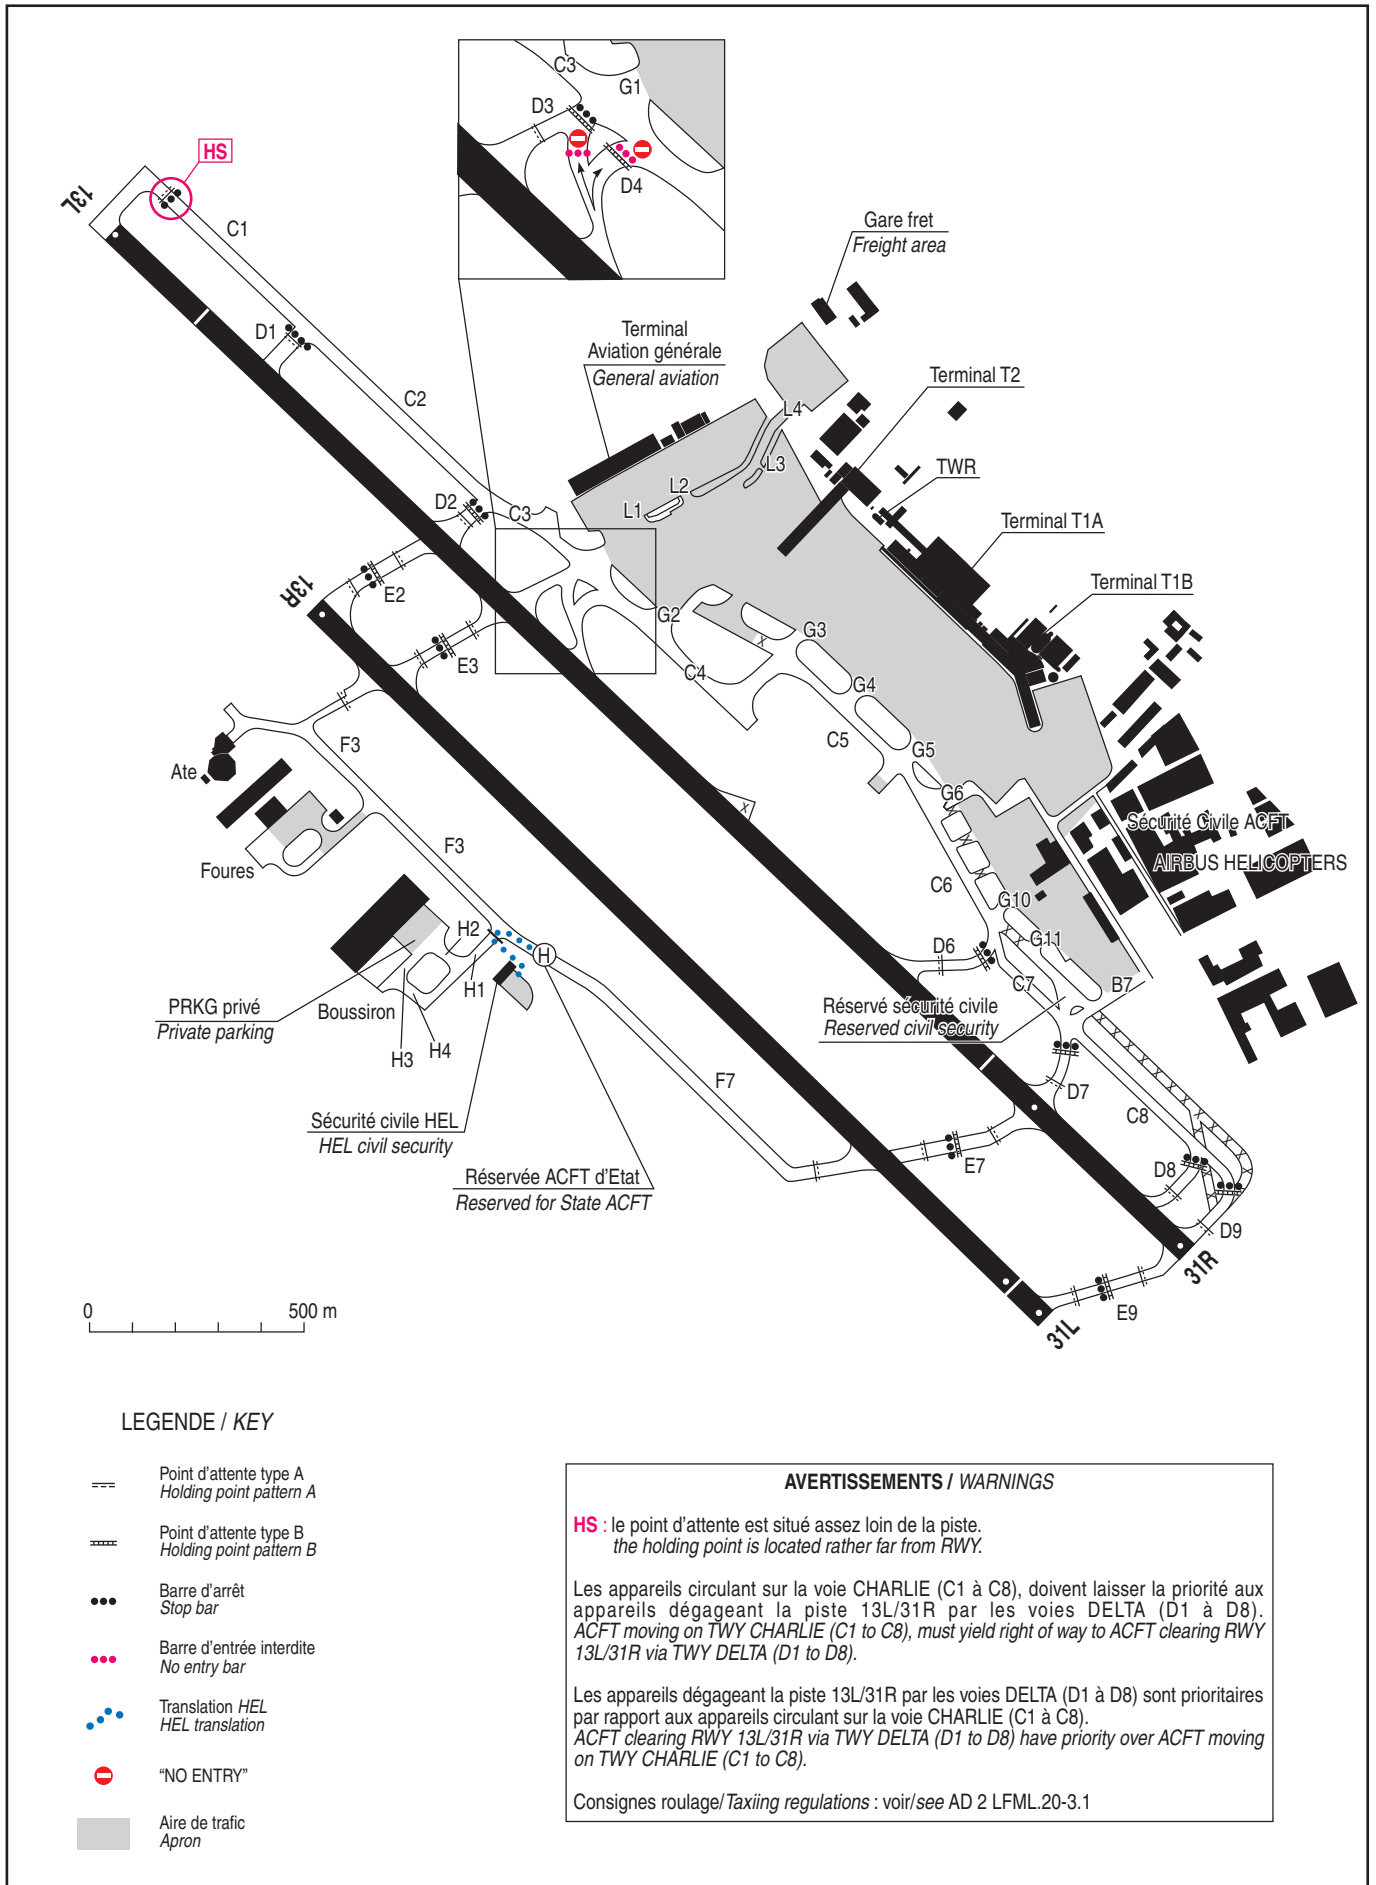 C3
G1
D3
D4
HS
13L
C1
D1
C2
Gare fret
Freight area
Terminal
Aviation générale
General aviation
Terminal T2
L4
L3
L2
L1
TWR
Terminal T1A
Terminal T1B
D2
C3
13R
E2
E3
G2
G3
C4
G4
C5
G5
G6
F3
Ate
X
X
Foures
F3
Sécurité Civile ACFT
AIRBUS HELICOPTERS
C6
G10
G11
D6
C7
B7
H2
H1
H
PRKG privé
Private parking
Boussiron
H3
H4
Réservé sécurité civile
Reserved civil security
F7
D7
C8
Sécurité civile HEL
HEL civil security
E7
D8
Réservée ACFT d'Etat
Reserved for State ACFT
D9
31R
E9
31L
0 500 m
LEGENDE / KEY
Point d'attente type A
Holding point pattern A
Point d'attente type B
Holding point pattern B
Barre d'arrêt
Stop bar
Barre d'entrée interdite
No entry bar
Translation HEL
HEL translation
“NO ENTRY”
Aire de trafic
Apron
AVERTISSEMENTS / WARNINGS
HS : le point d'attente est situé assez loin de la piste.
the holding point is located rather far from RWY.
Les appareils circulant sur la voie CHARLIE (C1 à C8), doivent laisser la priorité aux
appareils dégageant la piste 13L/31R par les voies DELTA (D1 à D8).
ACFT moving on TWY CHARLIE (C1 to C8), must yield right of way to ACFT clearing RWY
13L/31R via TWY DELTA (D1 to D8).
Les appareils dégageant la piste 13L/31R par les voies DELTA (D1 à D8) sont prioritaires
par rapport aux appareils circulant sur la voie CHARLIE (C1 à C8).
ACFT clearing RWY 13L/31R via TWY DELTA (D1 to D8) have priority over ACFT moving
on TWY CHARLIE (C1 to C8).
Consignes roulage/Taxiing regulations : voir/see AD 2 LFML.20-3.1